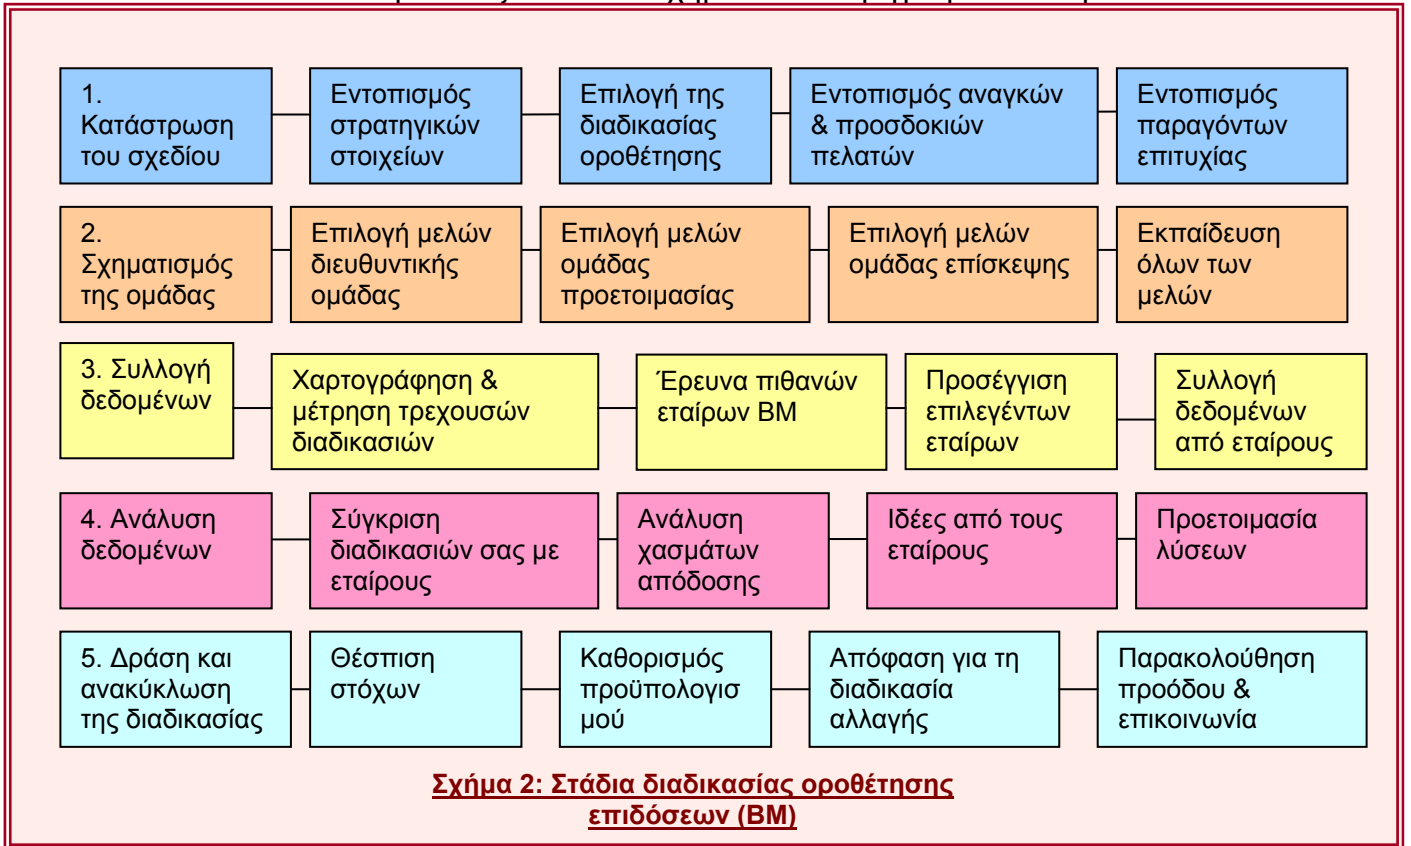 1.
Κατάστρωση
του σχεδίου
Εντοπισμός
στρατηγικών
στοιχείων
Επιλογή της
διαδικασίας
οροθέτησης
Εντοπισμός αναγκών
& προσδοκιών
πελατών
Εντοπισμός
παραγόντων
επιτυχίας
2.
Σχηματισμός
της ομάδας
Επιλογή μελών
διευθυντικής
ομάδας
Επιλογή μελών
ομάδας
προετοιμασίας
Επιλογή μελών
ομάδας επίσκεψης
Εκπαίδευση
όλων των
μελών
3. Συλλογή
δεδομένων
Χαρτογράφηση &
μέτρηση τρεχουσών
διαδικασιών
Έρευνα πιθανών
εταίρων ΒΜ
Προσέγγιση
επιλεγέντων
εταίρων
Συλλογή
δεδομένων
από εταίρους
4. Ανάλυση
δεδομένων
Σύγκριση
διαδικασιών σας με
εταίρους
Ανάλυση
χασμάτων
απόδοσης
Ιδέες από τους
εταίρους
Προετοιμασία
λύσεων
5. Δράση και
ανακύκλωση
της διαδικασίας
Θέσπιση
στόχων
Καθορισμός
προϋπολογισ
μού
Απόφαση για τη
διαδικασία
αλλαγής
Παρακολούθηση
προόδου &
επικοινωνία
Σχήμα 2: Στάδια διαδικασίας οροθέτησης
επιδόσεων (ΒΜ)